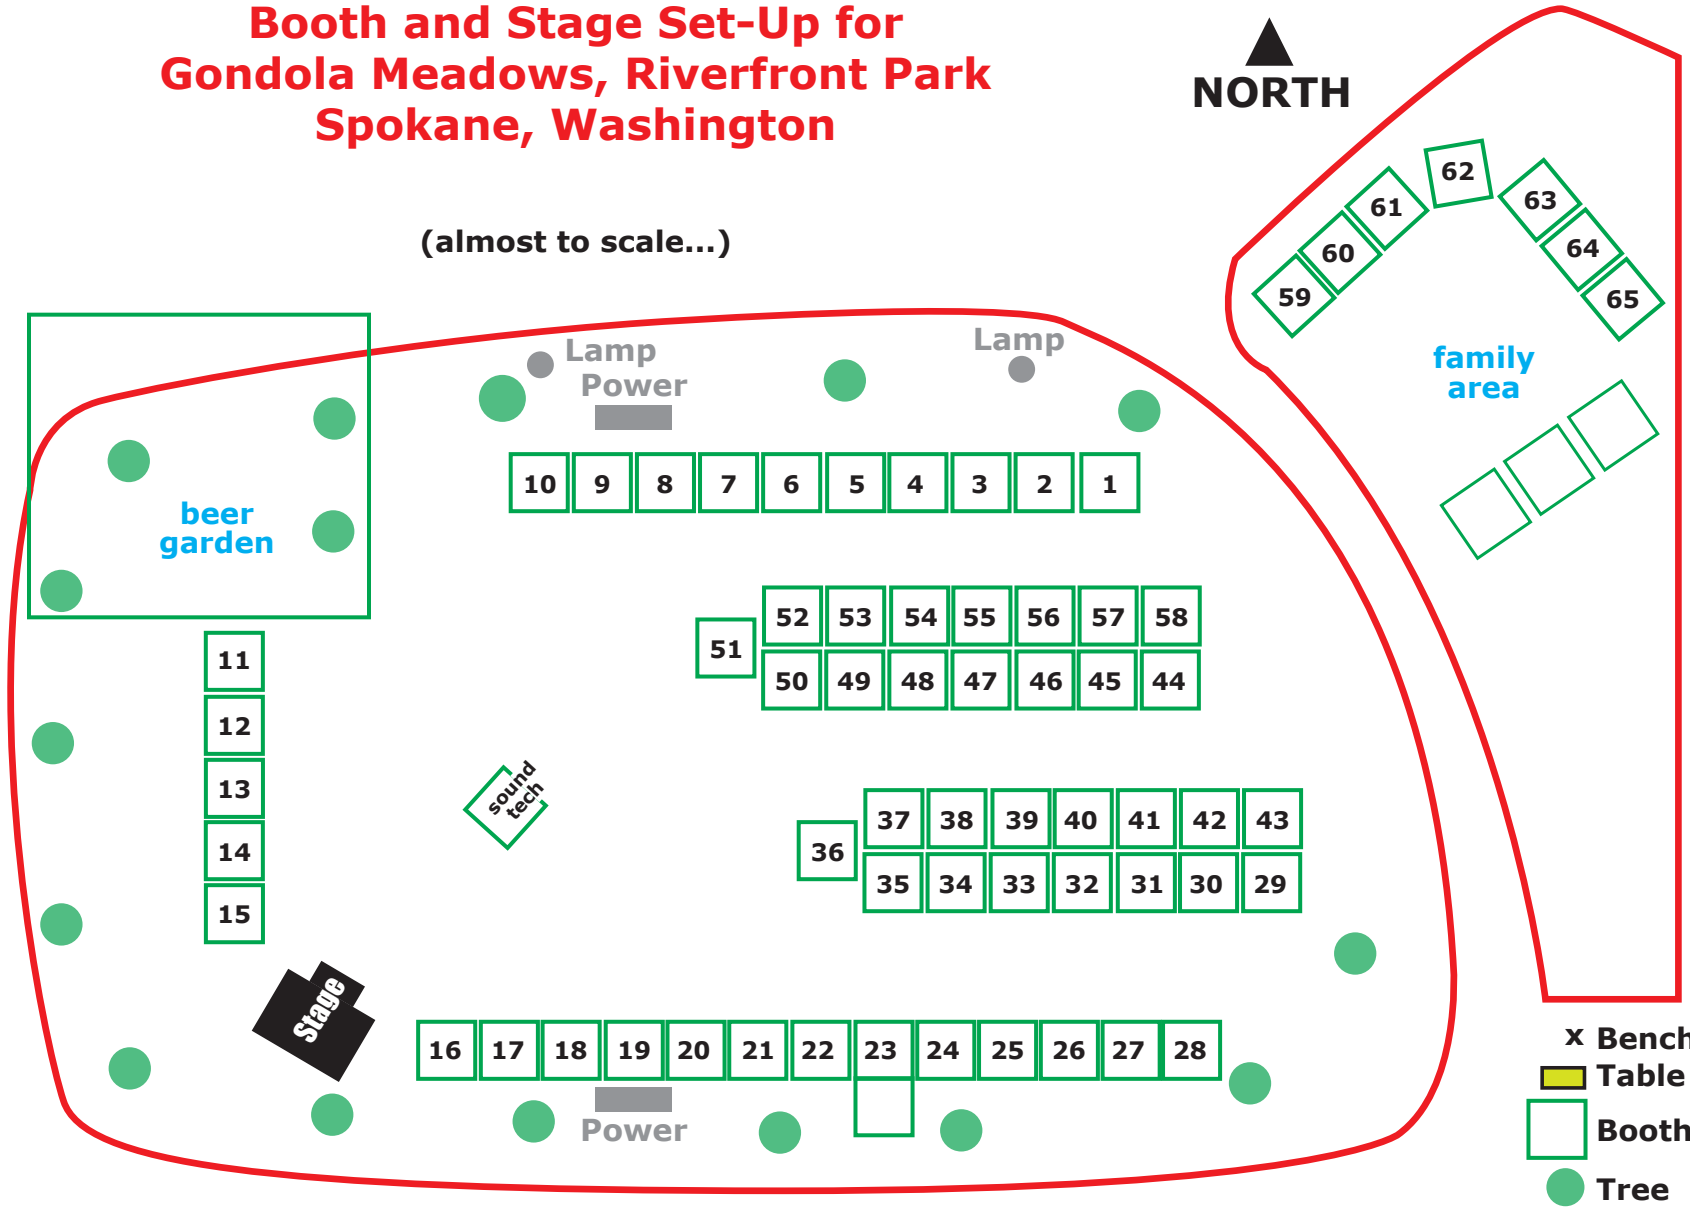 Booth and Stage Set-Up for
Gondola Meadows, Riverfront Park
Spokane, Washington
NORTH
(almost to scale...)
62
61
63
60
64
59
65
family
area
Lamp
Lamp
Power
10 9 8 7 6 5 4 3 2 1
beer
garden
52 53 54 55 56 57 58
51
50 49 48 47 46 45 44
11
12
13
14
15
sound
tech
37 38 39 40 41 42 43
36
35 34 33 32 31 30 29
Stage
16 17 18 19 20 21 22 23 24 25 26 27 28
Power
x Bench
Table
Booth
Tree